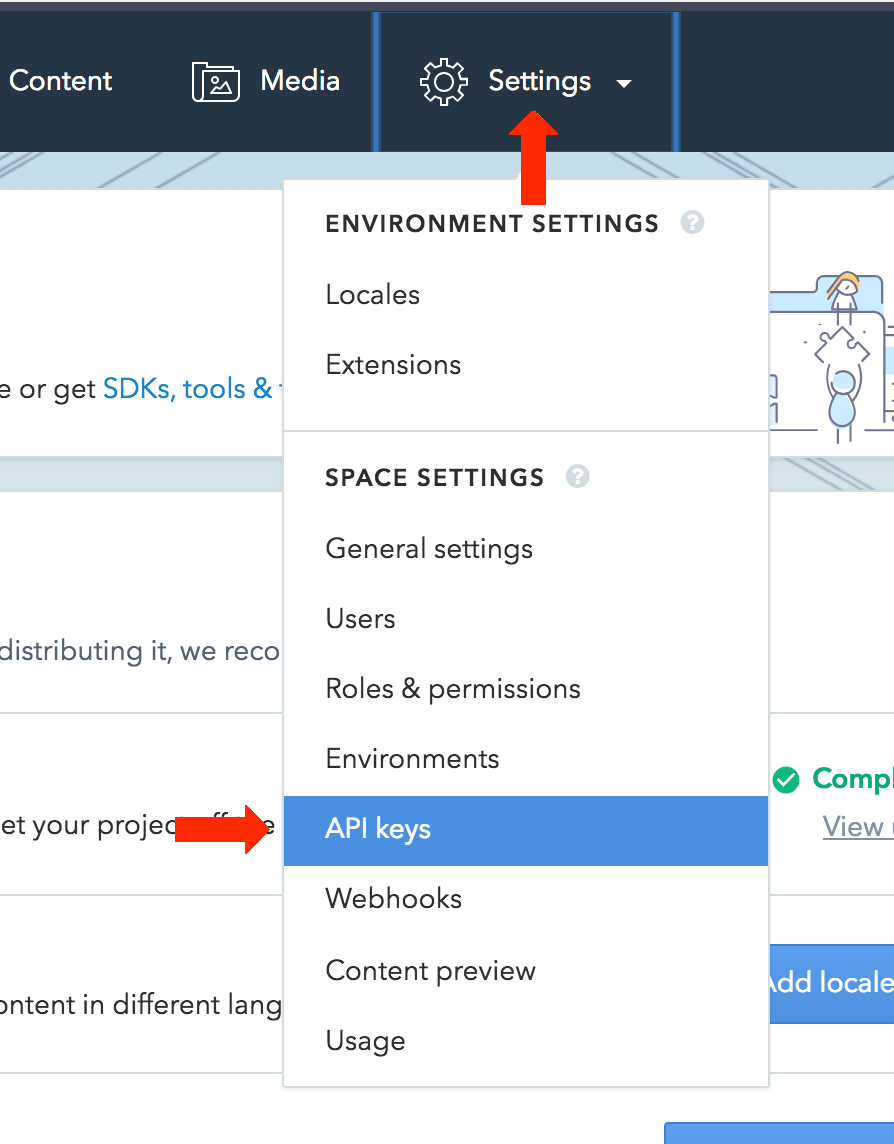 Content Media Settings
ENVIRONMENT SETTINGS ?
Locales
Extensions
e or get SDKs, tools &
SPACE SETTINGS ?
General settings
Users
distributing it, we reco
Roles & permissions
Environments
Compl
et your projec
API keys
View
Webhooks
Content preview
Add locale
ontent in different lang
Usage